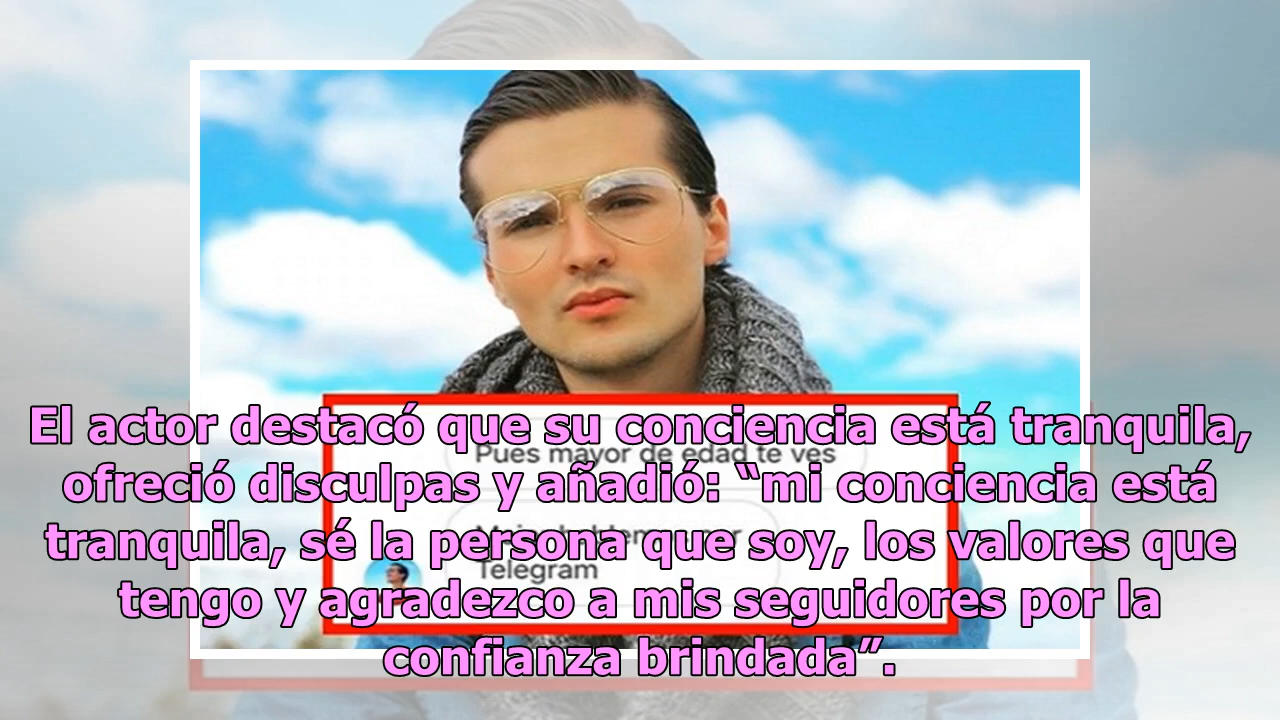 El actor destacó que su conciencia está tranquila,
Pues mayor de edad te ves
ofreció disculpas y añadió: “mi conciencia está
tranquila, sé la persona que soy, los valores que
Telegram
tengo y agradezco a mis seguidores por la
confianza brindada”.